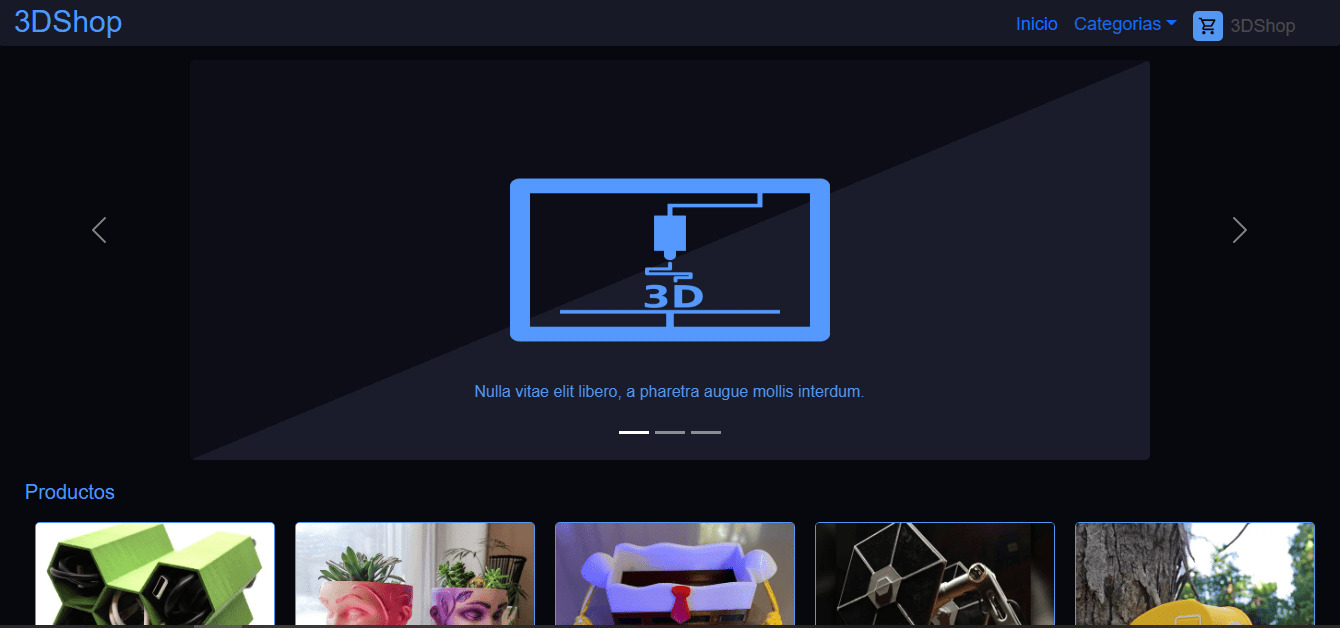 3DShop
Inicio
Categorias
3DShop
3D
Nulla vitae elit libero, a pharetra augue mollis interdum.
Productos